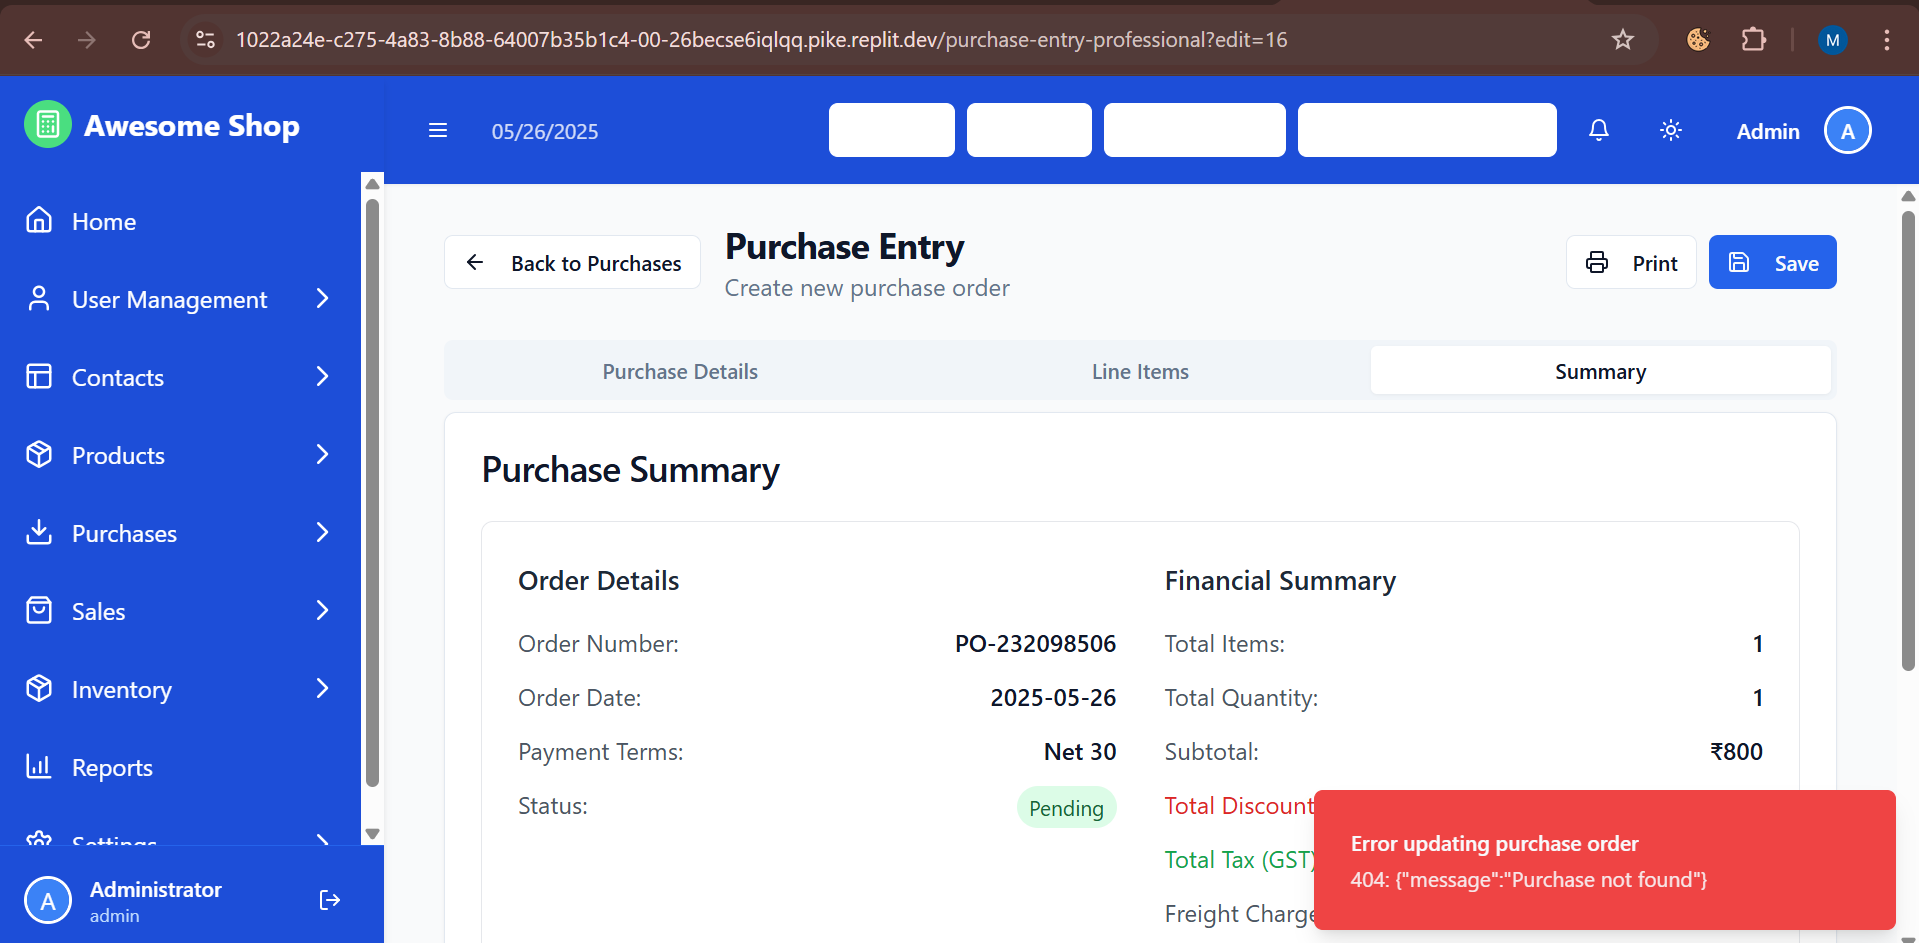 1022a24e-c275-4a83-8b88-64007b35b1c4-00-26becse6iqlqq.pike.replit.dev/purchase-entry-professional?edit=16
M
Awesome Shop
05/26/2025
Admin
A
Home
User Management
Contacts
Products
Purchases
Sales
Inventory
Reports
Settings
A
Administrator
admin
Back to Purchases
Purchase Entry
Create new purchase order
Print
Save
Purchase Details
Line Items
Summary
Purchase Summary
Order Details
Order Number: PO-232098506
Order Date: 2025-05-26
Payment Terms: Net 30
Status: Pending
Financial Summary
Total Items: 1
Total Quantity: 1
Subtotal: ₹800
Total Discount
Total Tax (GST)
Freight Charge
Error updating purchase order
404: {"message":"Purchase not found"}